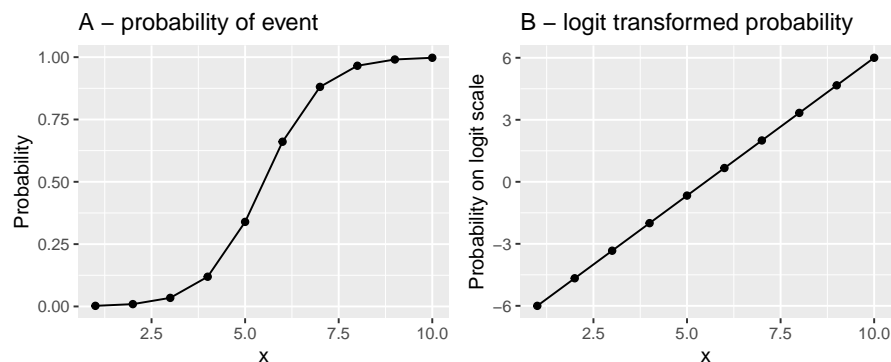 A – probability of event
1.00
0.75
0.50
0.25
0.00
Probability
2.5 5.0 7.5 10.0
x
B – logit transformed probability
6
3
0
−3
−6
Probability on logit scale
2.5 5.0 7.5 10.0
x